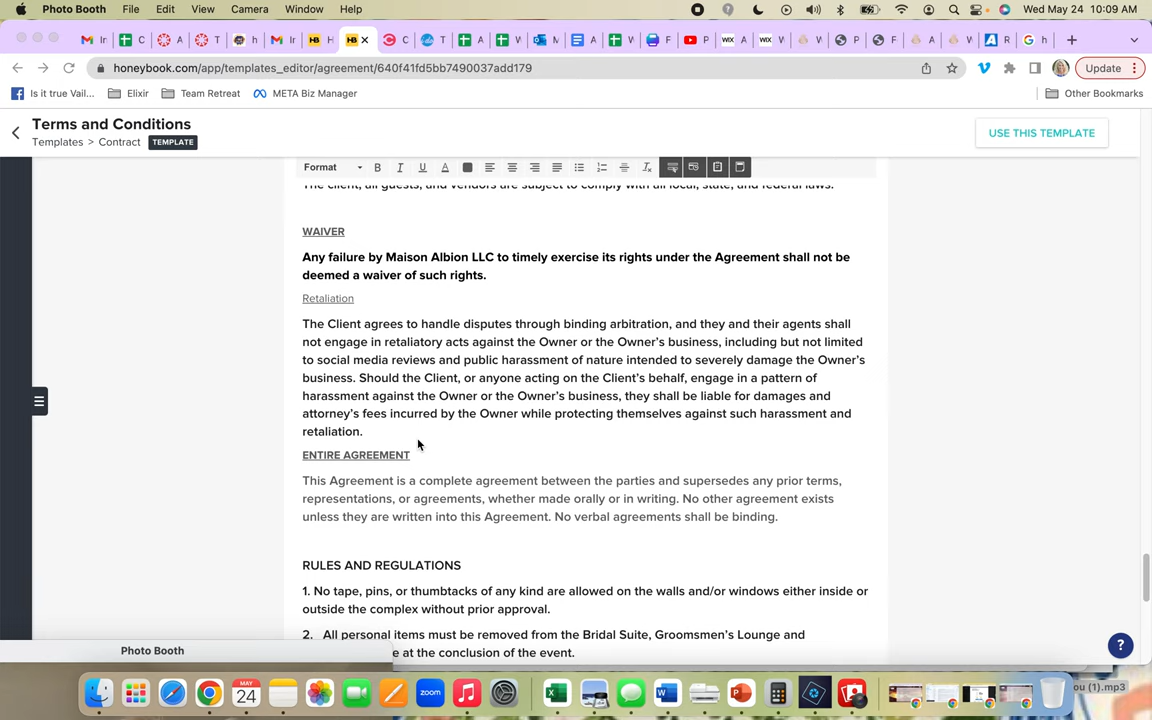 Photo Booth File Edit View Camera Window Help Wed May 24 10:09 AM
In C A T h Ir HB H HB C T A W M A F P WIX A WIX W A P F A W R h
honeybook.com/app/templates_editor/agreement/640f41fd5bb7490037add179 Update
Is it true Vail... Elixir Team Retreat META Biz Manager Other Bookmarks
Terms and Conditions
Templates > Contract TEMPLATE
USE THIS TEMPLATE
Format B I U A
The client, all guests, and vendors are subject to comply with all local, state, and federal laws.
WAIVER
Any failure by Maison Albion LLC to timely exercise its rights under the Agreement shall not be
deemed a waiver of such rights.
Retaliation
The Client agrees to handle disputes through binding arbitration, and they and their agents shall
not engage in retaliatory acts against the Owner or the Owner's business, including but not limited
to social media reviews and public harassment of nature intended to severely damage the Owner's
business. Should the Client, or anyone acting on the Client's behalf, engage in a pattern of
harassment against the Owner or the Owner's business, they shall be liable for damages and
attorney's fees incurred by the Owner while protecting themselves against such harassment and
retaliation.
ENTIRE AGREEMENT
This Agreement is a complete agreement between the parties and supersedes any prior terms,
representations, or agreements, whether made orally or in writing. No other agreement exists
unless they are written into this Agreement. No verbal agreements shall be binding.
RULES AND REGULATIONS
1. No tape, pins, or thumbtacks of any kind are allowed on the walls and/or windows either inside or
outside the complex without prior approval.
2. All personal items must be removed from the Bridal Suite, Groomsmen's Lounge and
e at the conclusion of the event.
?
Photo Booth
MAY
24
zoom
ou (1).mp3